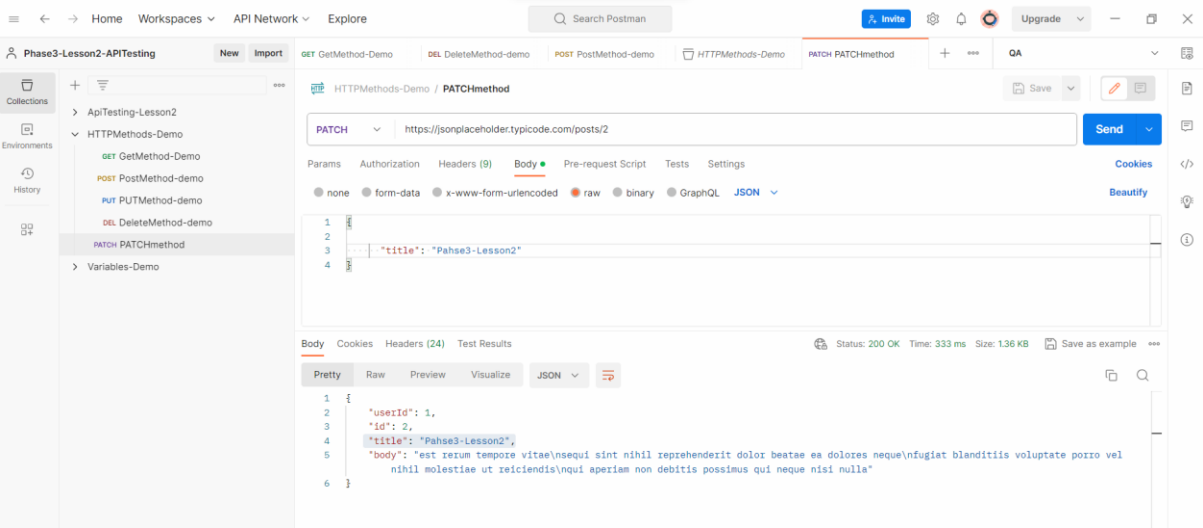 Home Workspaces API Network Explore Search Postman Invite Upgrade
Phase3-Lesson2-APITesting New Import GET GetMethod-Demo DEL DeleteMethod-demo POST PostMethod-demo HTTPMethods-Demo PATCH PATCHmethod QA
Collections
Environments
History
ApiTesting-Lesson2
HTTPMethods-Demo
GET GetMethod-Demo
POST PostMethod-demo
PUT PUTMethod-demo
DEL DeleteMethod-demo
PATCH PATCHmethod
Variables-Demo
HTTP HTTPMethods-Demo / PATCHmethod Save
PATCH https://jsonplaceholder.typicode.com/posts/2 Send
Params Authorization Headers (9) Body Pre-request Script Tests Settings Cookies
none form-data x-www-form-urlencoded raw binary GraphQL JSON Beautify
1 {
2
3 "title": "Pahse3-Lesson2"
4 }
Body Cookies Headers (24) Test Results Status: 200 OK Time: 333 ms Size: 1.36 KB Save as example
Pretty Raw Preview Visualize JSON
1 {
2 "userId": 1,
3 "id": 2,
4 "title": "Pahse3-Lesson2",
5 "body": "est rerum tempore vitae\nsequi sint nihil reprehenderit dolor beatae ea dolores neque\nfugiat blanditiis voluptate porro vel
nihil molestiae ut reiciendis\nqui aperiam non debitis possimus qui neque nisi nulla"
6 }